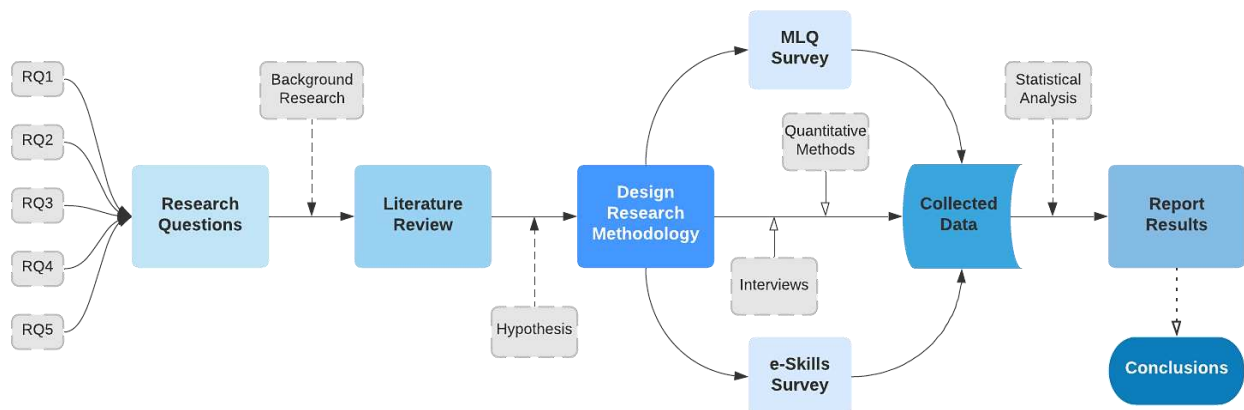 RQ1
RQ2
RQ3
RQ4
RQ5
Research
Questions
Background
Research
Literature
Review
Hypothesis
Design
Research
Methodology
MLQ
Survey
Quantitative
Methods
Interviews
e-Skills
Survey
Collected
Data
Statistical
Analysis
Report
Results
Conclusions